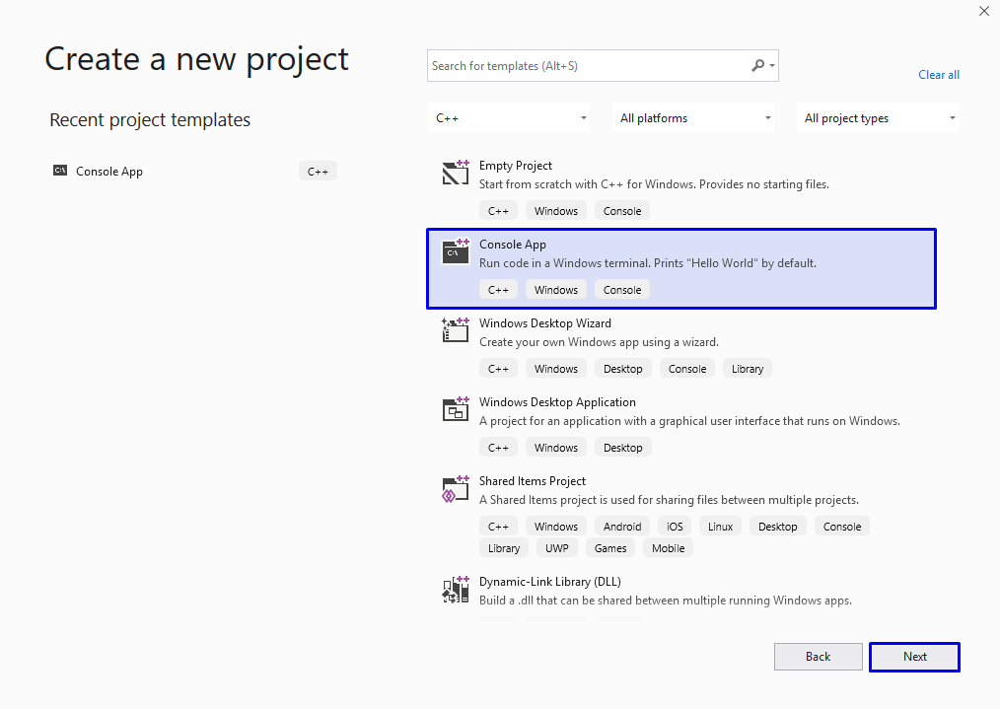 Create a new project
Search for templates (Alt+S)
Clear all
Recent project templates
C++
All platforms
All project types
C:\ Console App
C++
Empty Project
Start from scratch with C++ for Windows. Provides no starting files.
C++ Windows Console
C:\
Console App
Run code in a Windows terminal. Prints "Hello World" by default.
C++ Windows Console
Windows Desktop Wizard
Create your own Windows app using a wizard.
C++ Windows Desktop Console Library
Windows Desktop Application
A project for an application with a graphical user interface that runs on Windows.
C++ Windows Desktop
Shared Items Project
A Shared Items project is used for sharing files between multiple projects.
C++ Windows Android iOS Linux Desktop Console
Library UWP Games Mobile
Dynamic-Link Library (DLL)
Build a .dll that can be shared between multiple running Windows apps.
Back
Next